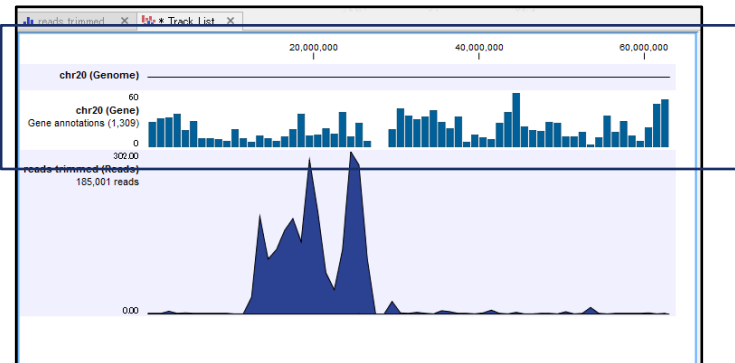 reads trimmed
* Track List
20,000,000 40,000,000 60,000,000
chr20 (Genome)
60
chr20 (Gene)
Gene annotations (1,309)
0
302.00
reads trimmed (Reads)
185,001 reads
0.00